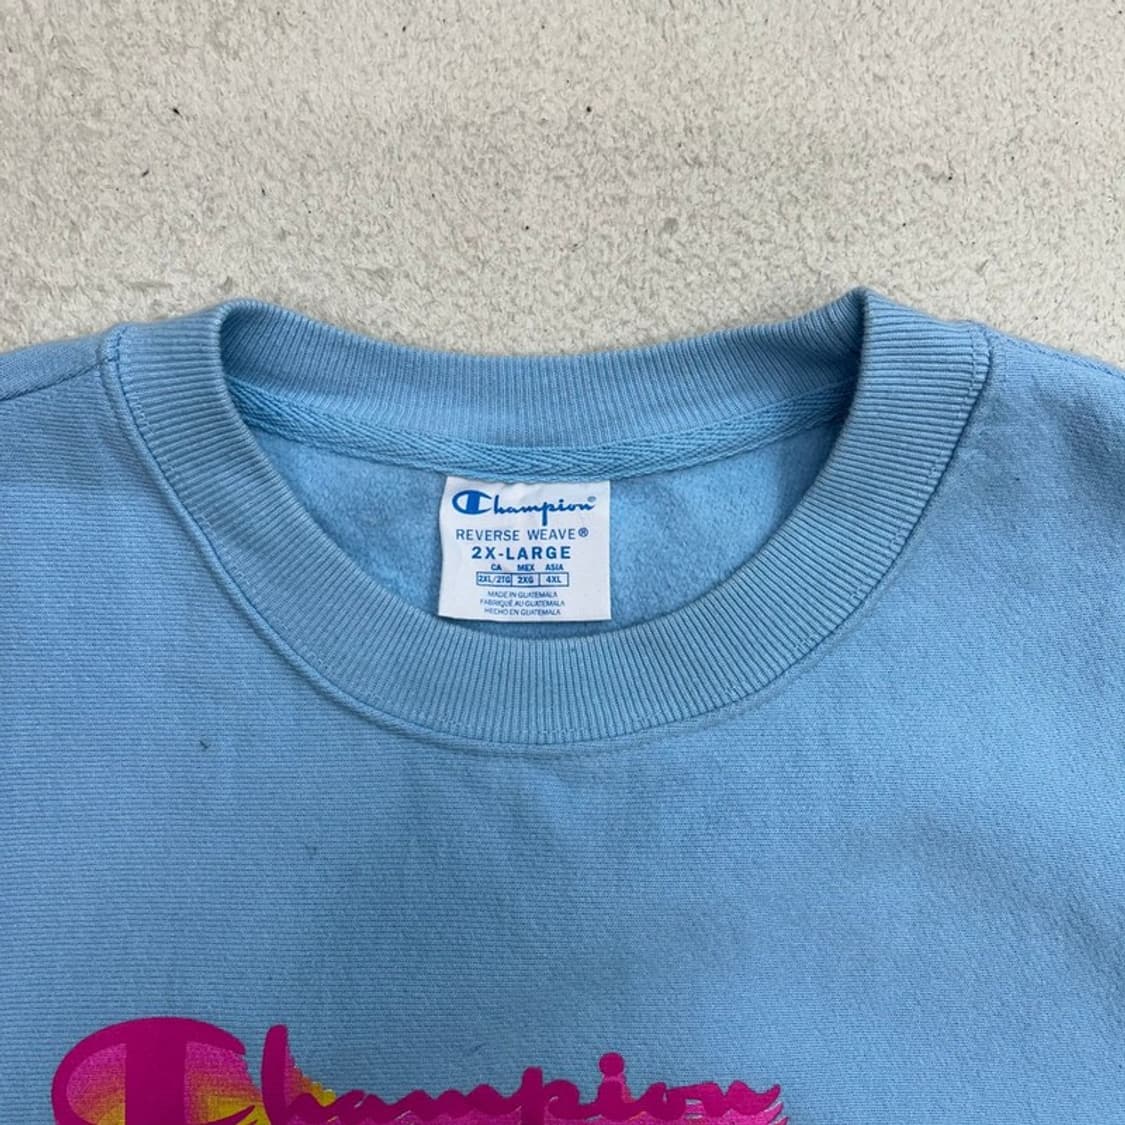 Champion®
REVERSE WEAVE®
2X-LARGE
CA MEX ASIA
2XL/2TG 2XG 4XL
MADE IN GUATEMALA
FABRIQUÉ AU GUATEMALA
HECHO EN GUATEMALA
Champion